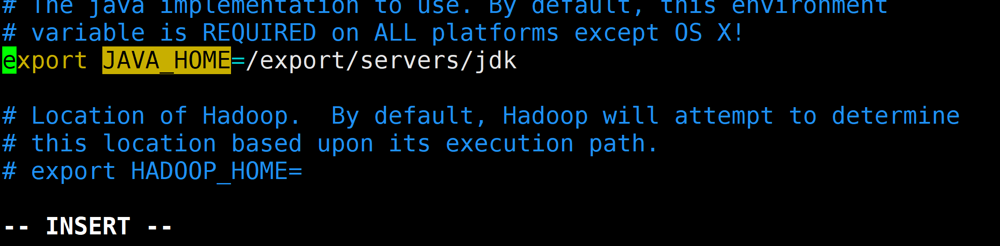 # The java implementation to use. By default, this environment
# variable is REQUIRED on ALL platforms except OS X!
export JAVA_HOME=/export/servers/jdk
# Location of Hadoop.  By default, Hadoop will attempt to determine
# this location based upon its execution path.
# export HADOOP_HOME=
-- INSERT --